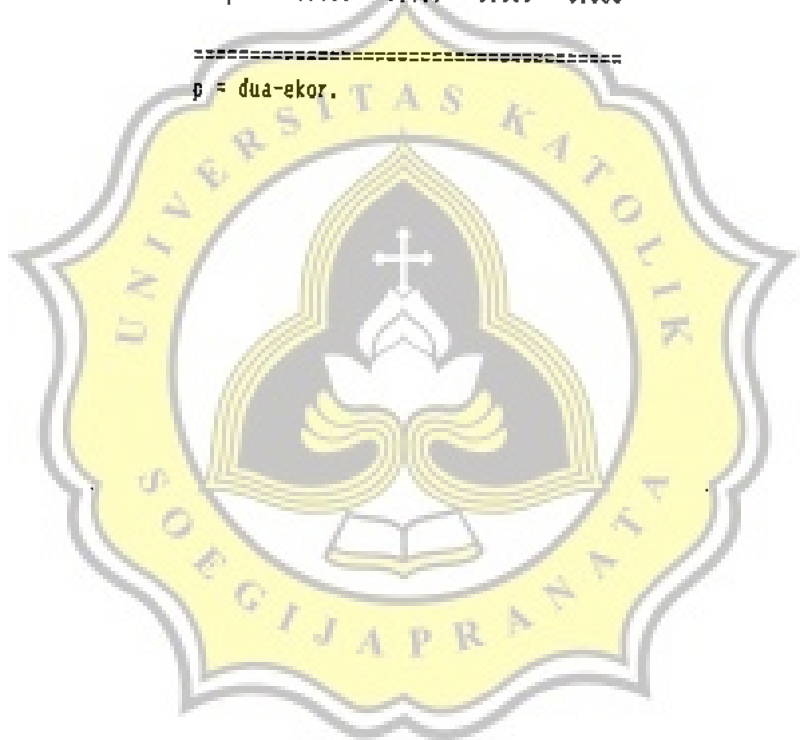 p = dua-ekor.
UNIVERSITAS KATOLIK
SOEGIJAPRANATA